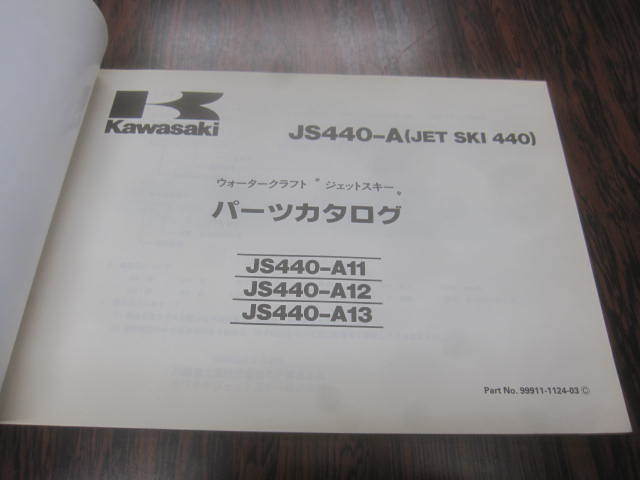 Kawasaki
JS440-A(JET SKI 440)
ウォータークラフト "ジェットスキー"
パーツカタログ
JS440-A11
JS440-A12
JS440-A13
Part No. 99911-1124-03 ©